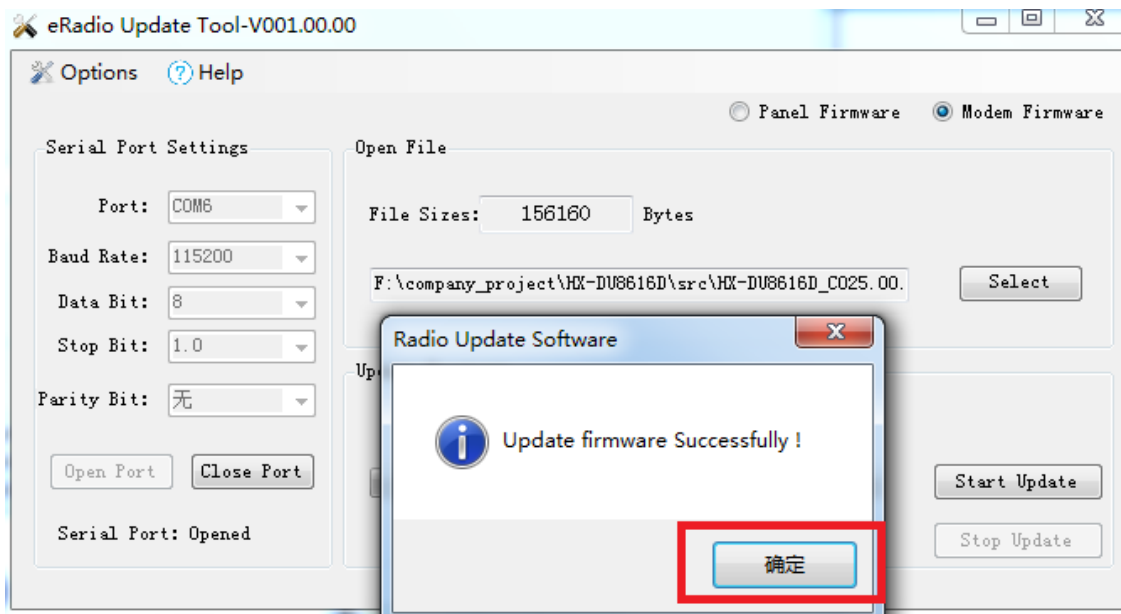 eRadio Update Tool-V001.00.00
Options
Help
Panel Firmware
Modem Firmware
Serial Port Settings
Port:
COM6
Baud Rate:
115200
Data Bit:
8
Stop Bit:
1.0
Parity Bit:
无
Open Port
Close Port
Serial Port: Opened
Open File
File Sizes:
156160
Bytes
F:\company_project\HX-DU8616D\src\HX-DU8616D_C025.00.
Select
Radio Update Software
Update firmware Successfully !
确定
Start Update
Stop Update